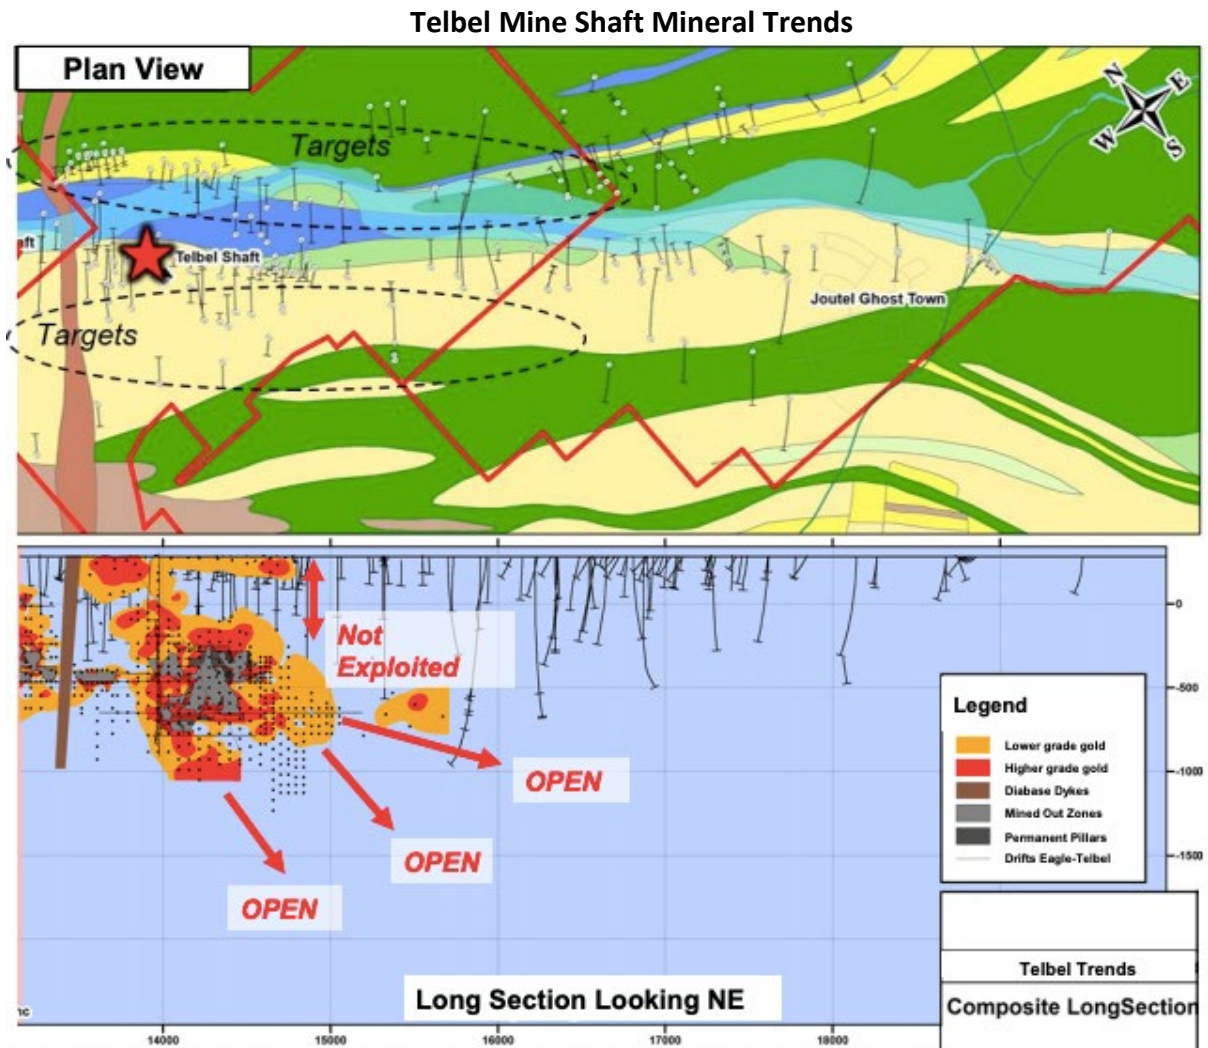 Telbel Mine Shaft Mineral Trends
Plan View
N
E
W
S
Targets
aft
Telbel Shaft
Joutel Ghost Town
Targets
Not
Exploited
0
-500
-1000
-1500
OPEN
OPEN
OPEN
Legend
Lower grade gold
Higher grade gold
Diabase Dykes
Mined Out Zones
Permanent Pillars
Drifts Eagle-Telbel
Telbel Trends
Composite LongSection
Long Section Looking NE
nc
14000
15000
16000
17000
18000